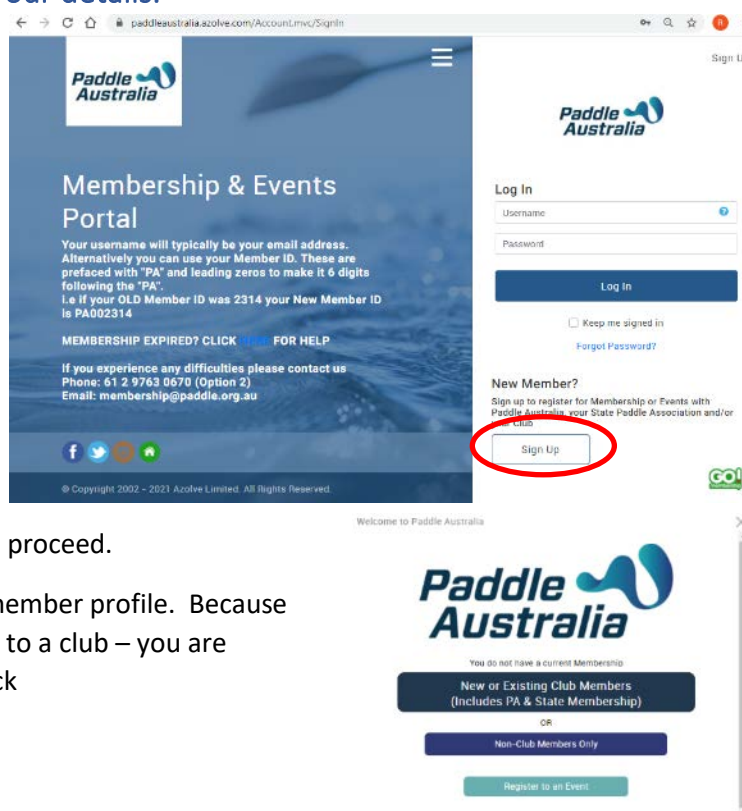 our details.
paddleaustralia.azolve.com/Account.mvc/SignIn
Paddle
Australia
Membership & Events
Portal
Your username will typically be your email address.
Alternatively you can use your Member ID. These are
prefaced with "PA" and leading zeros to make it 6 digits
following the "PA".
i.e if your OLD Member ID was 2314 your New Member ID
is PA002314
MEMBERSHIP EXPIRED? CLICK HERE FOR HELP
If you experience any difficulties please contact us
Phone: 61 2 9763 0670 (Option 2)
Email: membership@paddle.org.au
© Copyright 2002 - 2021 Azolve Limited. All Rights Reserved.
Sign U
Paddle
Australia
Log In
Username
Password
Log In
Keep me signed in
Forgot Password?
New Member?
Sign up to register for Membership or Events with
Paddle Australia, your State Paddle Association and/or
your Club
Sign Up
GO!
proceed.
nember profile.  Because
to a club – you are
ck
Welcome to Paddle Australia
Paddle
Australia
You do not have a current Membership
New or Existing Club Members
(Includes PA & State Membership)
OR
Non-Club Members Only
Register to an Event